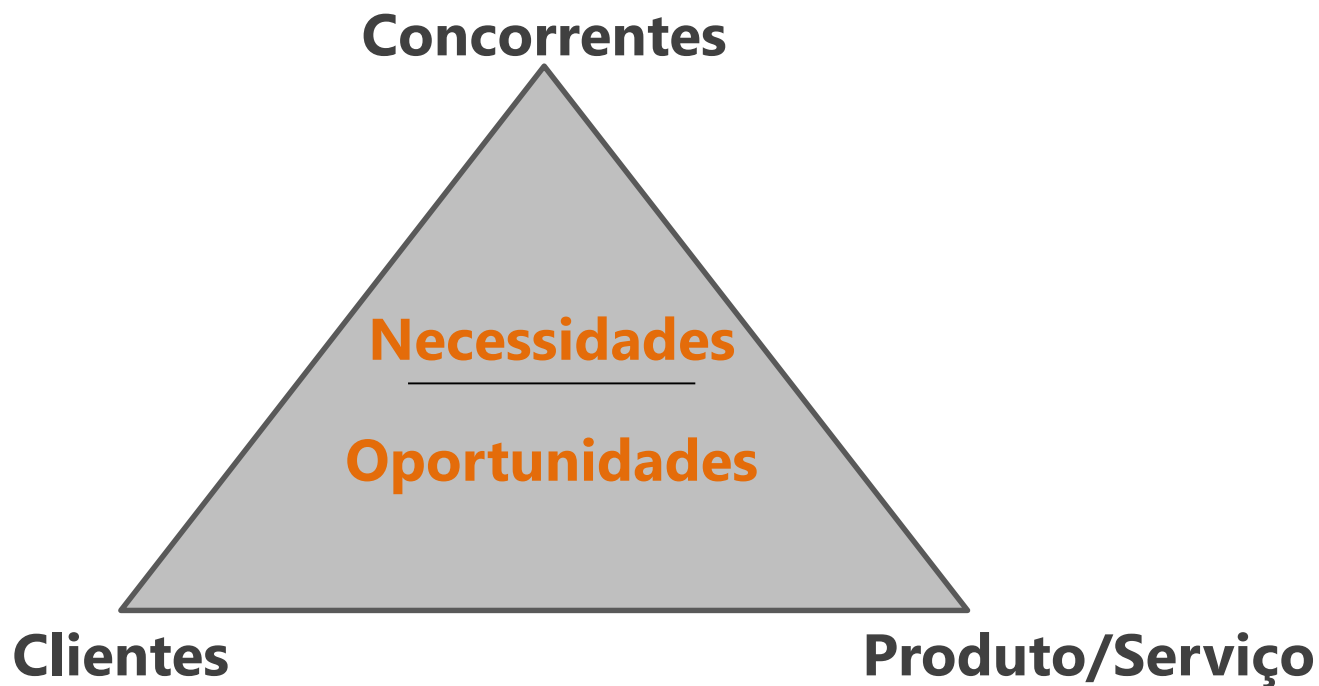 Concorrentes
Necessidades
Oportunidades
Clientes
Produto/Serviço